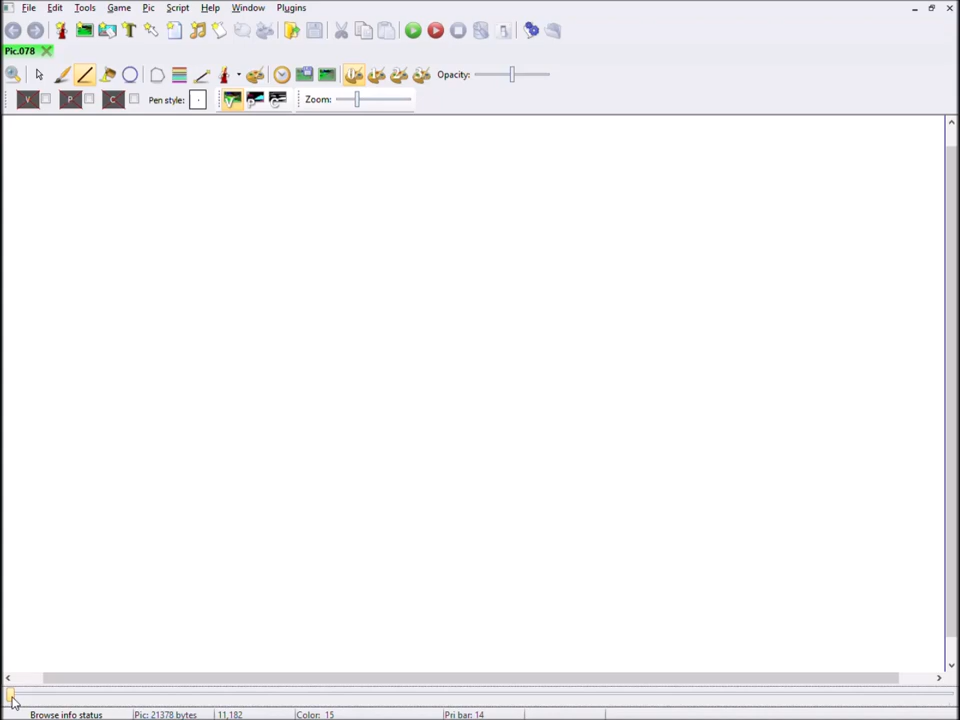 File Edit Tools Game Pic Script Help Window Plugins
Pic.078
Opacity:
V P C Pen style: V P C Zoom:
Browse info status Pic: 21378 bytes 11,182 Color: 15 Pri bar: 14